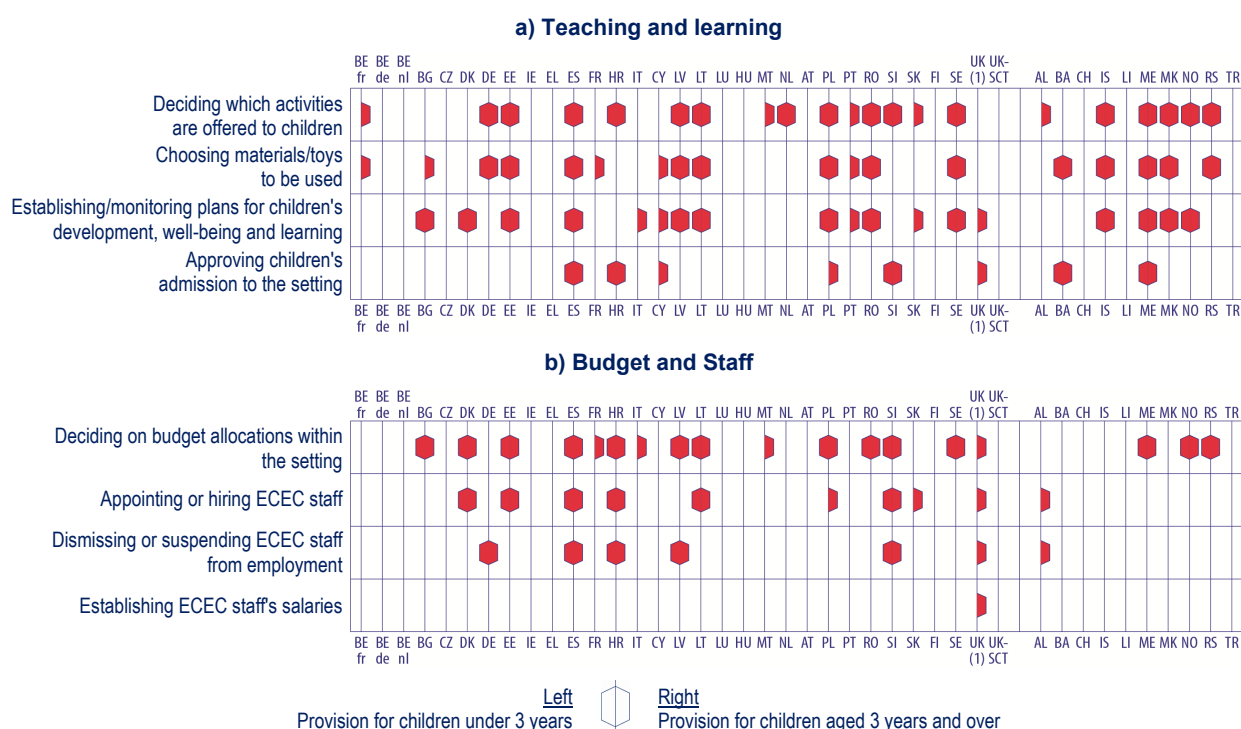 a) Teaching and learning
BE BE BE UK UK-
fr de nl BG CZ DK DE EE IE EL ES FR HR IT CY LV LT LU HU MT NL AT PL PT RO SI SK FI SE (1) SCT AL BA CH IS LI ME MK NO RS TR
Deciding which activities
are offered to children
Choosing materials/toys
to be used
Establishing/monitoring plans for children's
development, well-being and learning
Approving children's
admission to the setting
BE BE BE BG CZ DK DE EE IE EL ES FR HR IT CY LV LT LU HU MT NL AT PL PT RO SI SK FI SE UK UK- AL BA CH IS LI ME MK NO RS TR
fr de nl (1) SCT
b) Budget and Staff
BE BE BE UK UK-
fr de nl BG CZ DK DE EE IE EL ES FR HR IT CY LV LT LU HU MT NL AT PL PT RO SI SK FI SE (1) SCT AL BA CH IS LI ME MK NO RS TR
Deciding on budget allocations within
the setting
Appointing or hiring ECEC staff
Dismissing or suspending ECEC staff
from employment
Establishing ECEC staff's salaries
BE BE BE BG CZ DK DE EE IE EL ES FR HR IT CY LV LT LU HU MT NL AT PL PT RO SI SK FI SE UK UK- AL BA CH IS LI ME MK NO RS TR
fr de nl (1) SCT
Left Right
Provision for children under 3 years Provision for children aged 3 years and over